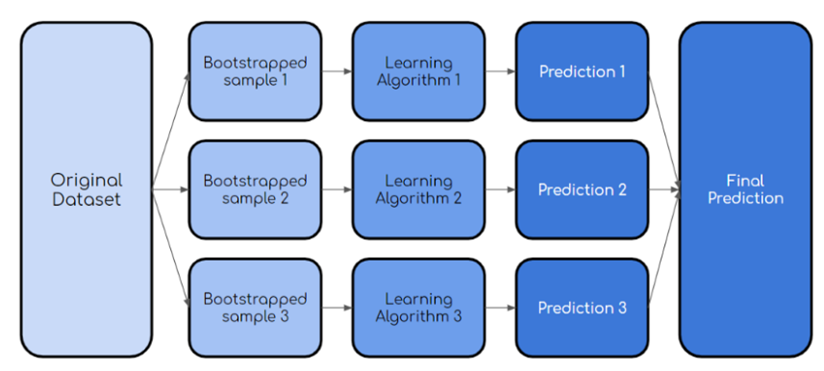 Original
Dataset
Bootstrapped
sample 1
Learning
Algorithm 1
Prediction 1
Bootstrapped
sample 2
Learning
Algorithm 2
Prediction 2
Bootstrapped
sample 3
Learning
Algorithm 3
Prediction 3
Final
Prediction